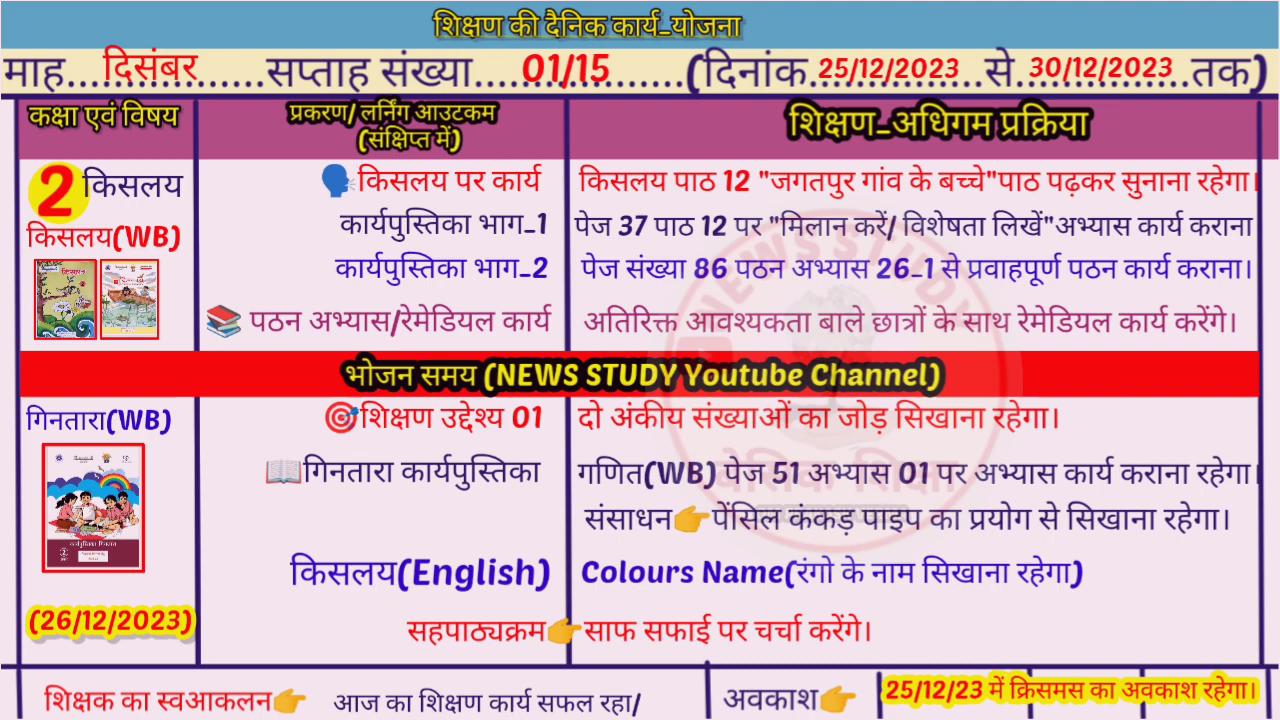 शिक्षण की दैनिक कार्य-योजना
माह...दिसंबर......सप्ताह संख्या....01/15.......(दिनांक..25/12/2023..से..30/12/2023..तक)
कक्षा एवं विषय
प्रकरण/ लर्निंग आउटकम
(संक्षिप्त में)
शिक्षण-अधिगम प्रक्रिया
2 किसलय
🗣️किसलय पर कार्य
किसलय पाठ 12 "जगतपुर गांव के बच्चे"पाठ पढ़कर सुनाना रहेगा।
किसलय(WB)
कार्यपुस्तिका भाग-1
पेज 37 पाठ 12 पर "मिलान करें/ विशेषता लिखें"अभ्यास कार्य कराना
कार्यपुस्तिका भाग-2
पेज संख्या 86 पठन अभ्यास 26-1 से प्रवाहपूर्ण पठन कार्य कराना।
📚 पठन अभ्यास/रेमेडियल कार्य
अतिरिक्त आवश्यकता बाले छात्रों के साथ रेमेडियल कार्य करेंगे।
भोजन समय (NEWS STUDY Youtube Channel)
गिनतारा(WB)
🎯शिक्षण उद्देश्य 01
दो अंकीय संख्याओं का जोड़ सिखाना रहेगा।
📖गिनतारा कार्यपुस्तिका
गणित(WB) पेज 51 अभ्यास 01 पर अभ्यास कार्य कराना रहेगा।
संसाधन👉पेंसिल कंकड़ पाइप का प्रयोग से सिखाना रहेगा।
कार्यपुस्तिका गिनतारा
किसलय(English)
Colours Name(रंगो के नाम सिखाना रहेगा)
(26/12/2023)
सहपाठ्यक्रम👉साफ सफाई पर चर्चा करेंगे।
शिक्षक का स्वआकलन👉 आज का शिक्षण कार्य सफल रहा/
अवकाश👉 25/12/23 में क्रिसमस का अवकाश रहेगा।
NEWS STUDY
बेसिक शिक्षा